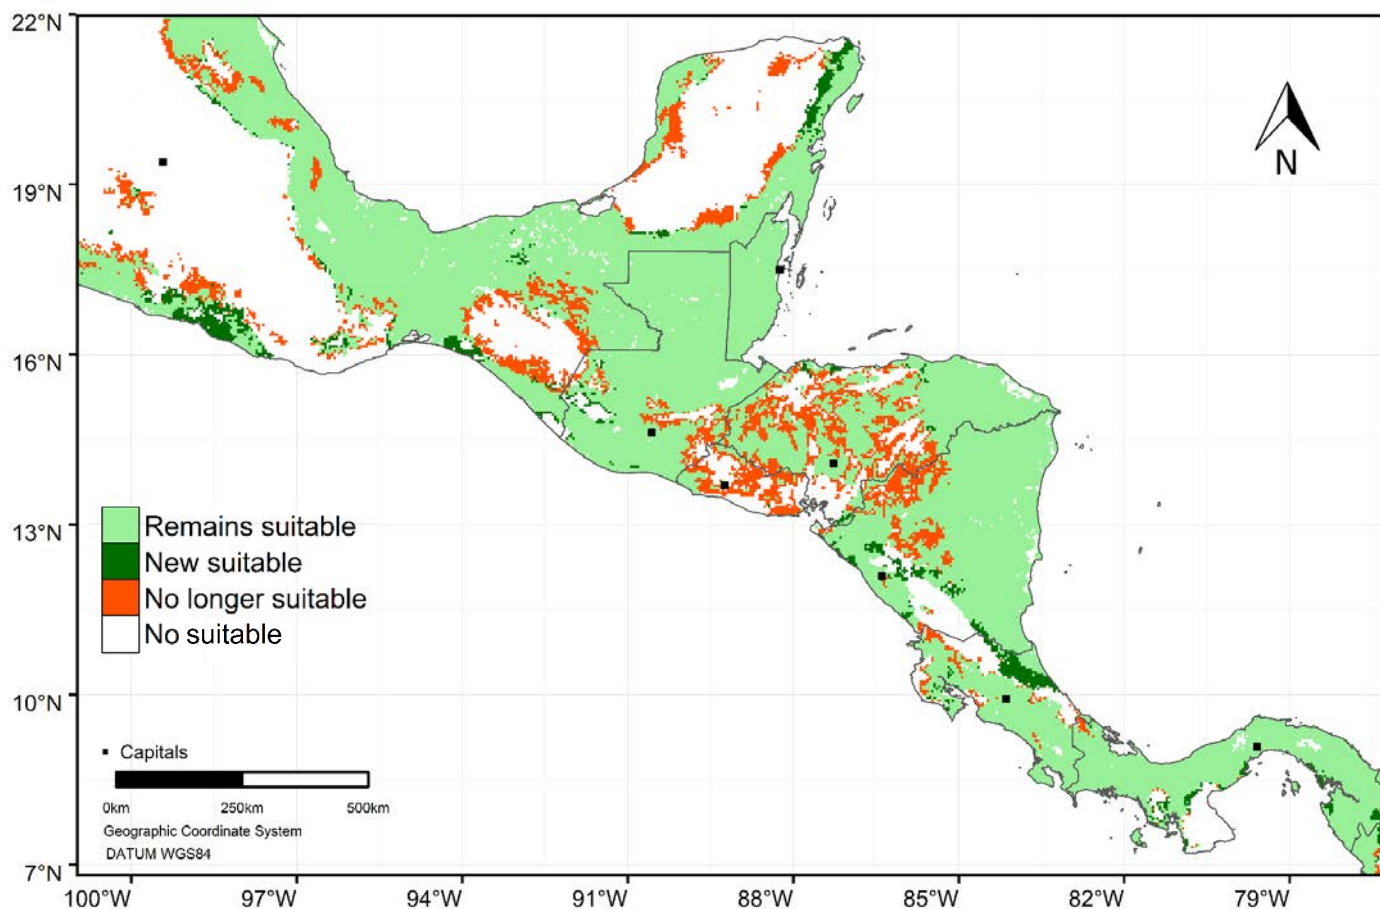 22°N
19°N
16°N
13°N
10°N
7°N
N
Remains suitable
New suitable
No longer suitable
No suitable
Capitals
0km 250km 500km
Geographic Coordinate System
DATUM WGS84
100°W 97°W 94°W 91°W 88°W 85°W 82°W 79°W